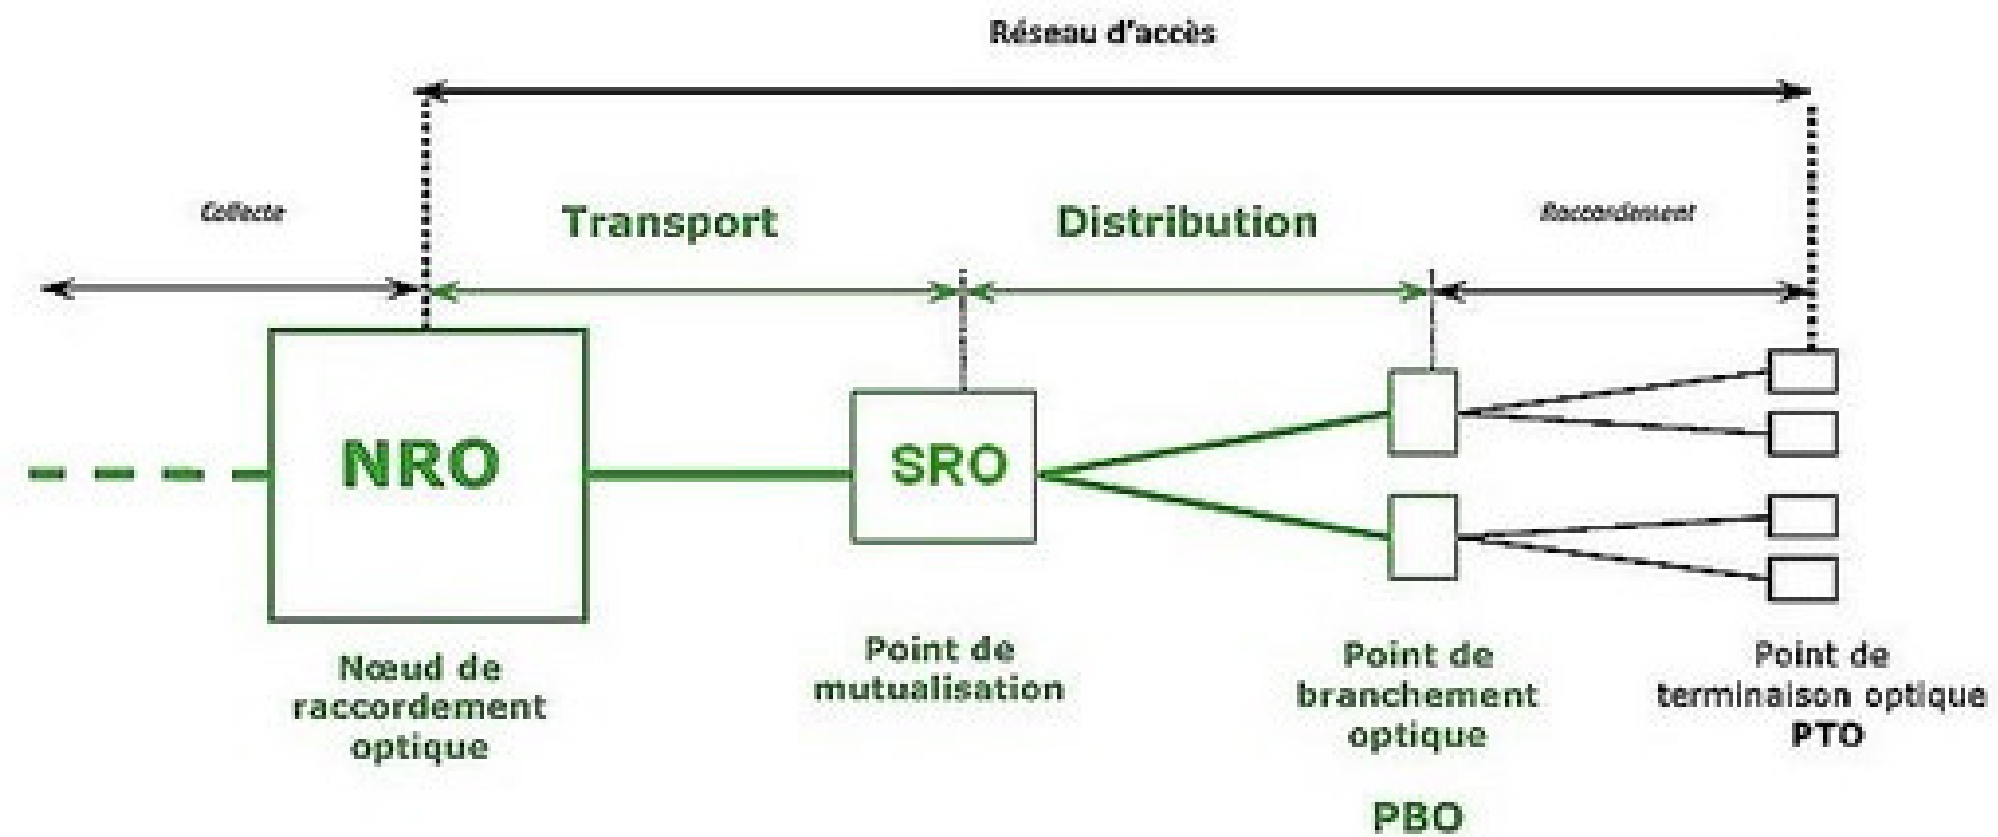 Réseau d'accès
Collecte
Transport
Distribution
Raccordement
NRO
SRO
Nœud de
raccordement
optique
Point de
mutualisation
Point de
branchement
optique
PBO
Point de
terminaison optique
PTO